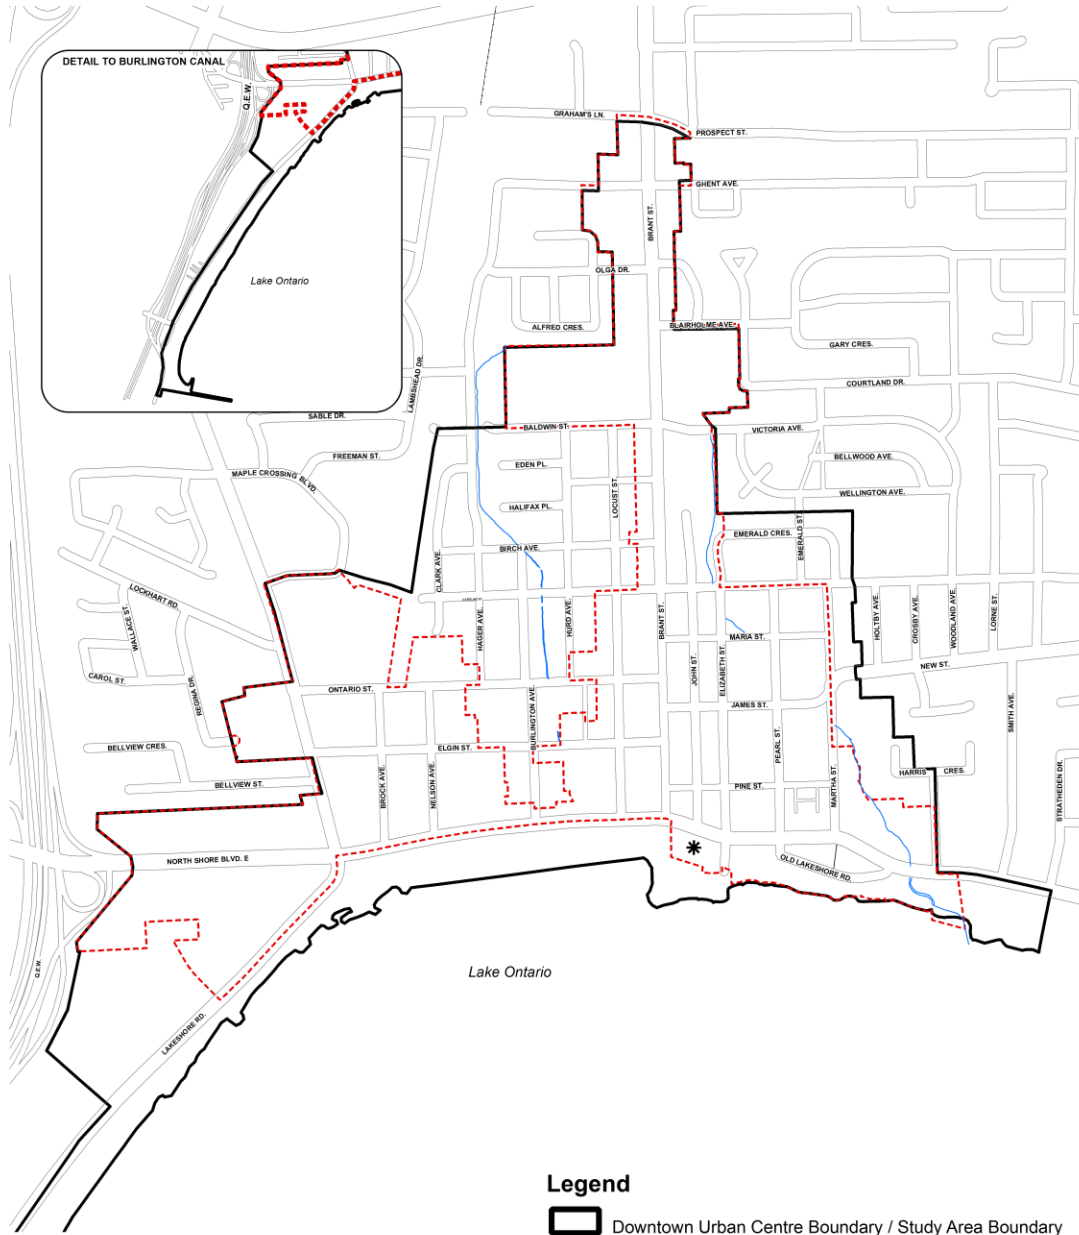 DETAIL TO BURLINGTON CANAL
Q.E.W.
Lake Ontario
GRAHAM'S LN.
PROSPECT ST.
GHENT AVE.
BRANT ST.
OLGA DR.
ALFRED CRES.
BLAIRHOLME AVE.
GARY CRES.
LAMBSHEAD DR.
COURTLAND DR.
SABLE DR.
BALDWIN ST.
VICTORIA AVE.
FREEMAN ST.
EDEN PL.
BELLWOOD AVE.
MAPLE CROSSING BLVD.
LOCUST ST.
WELLINGTON AVE.
HALIFAX PL.
EMERALD ST.
EMERALD CRES.
BIRCH AVE.
CLARK AVE.
LOCKHART RD.
WALLACE ST.
HAGER AVE.
HURD AVE.
BRANT ST.
HOLTBY AVE.
CROSBY AVE.
WOODLAND AVE.
LORNE ST.
MARIA ST.
JOHN ST.
ELIZABETH ST.
NEW ST.
CAROL ST.
REGINA DR.
ONTARIO ST.
BURLINGTON AVE.
JAMES ST.
SMITH AVE.
BELLVIEW CRES.
ELGIN ST.
PEARL ST.
BELLVIEW ST.
BROCK AVE.
NELSON AVE.
PINE ST.
MARTHA ST.
HARRIS CRES.
STRATHEDEN DR.
NORTH SHORE BLVD. E
OLD LAKESHORE RD.
Q.E.W.
Lake Ontario
LAKESHORE RD.
Legend
Downtown Urban Centre Boundary / Study Area Boundary